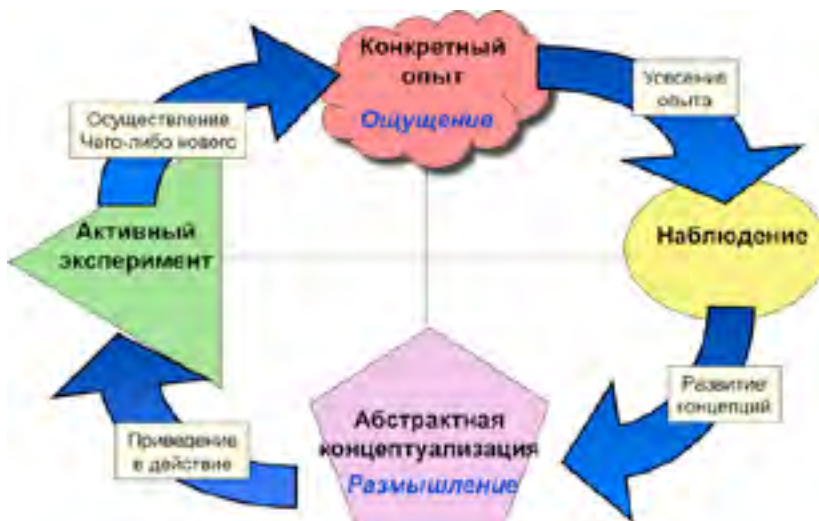 Конкретный
опыт
Ощущение
Усвоение
опыта
Наблюдение
Развитие
концепций
Абстрактная
концептуализация
Размышление
Приведение
в действие
Активный
эксперимент
Осуществление
Чего-либо нового